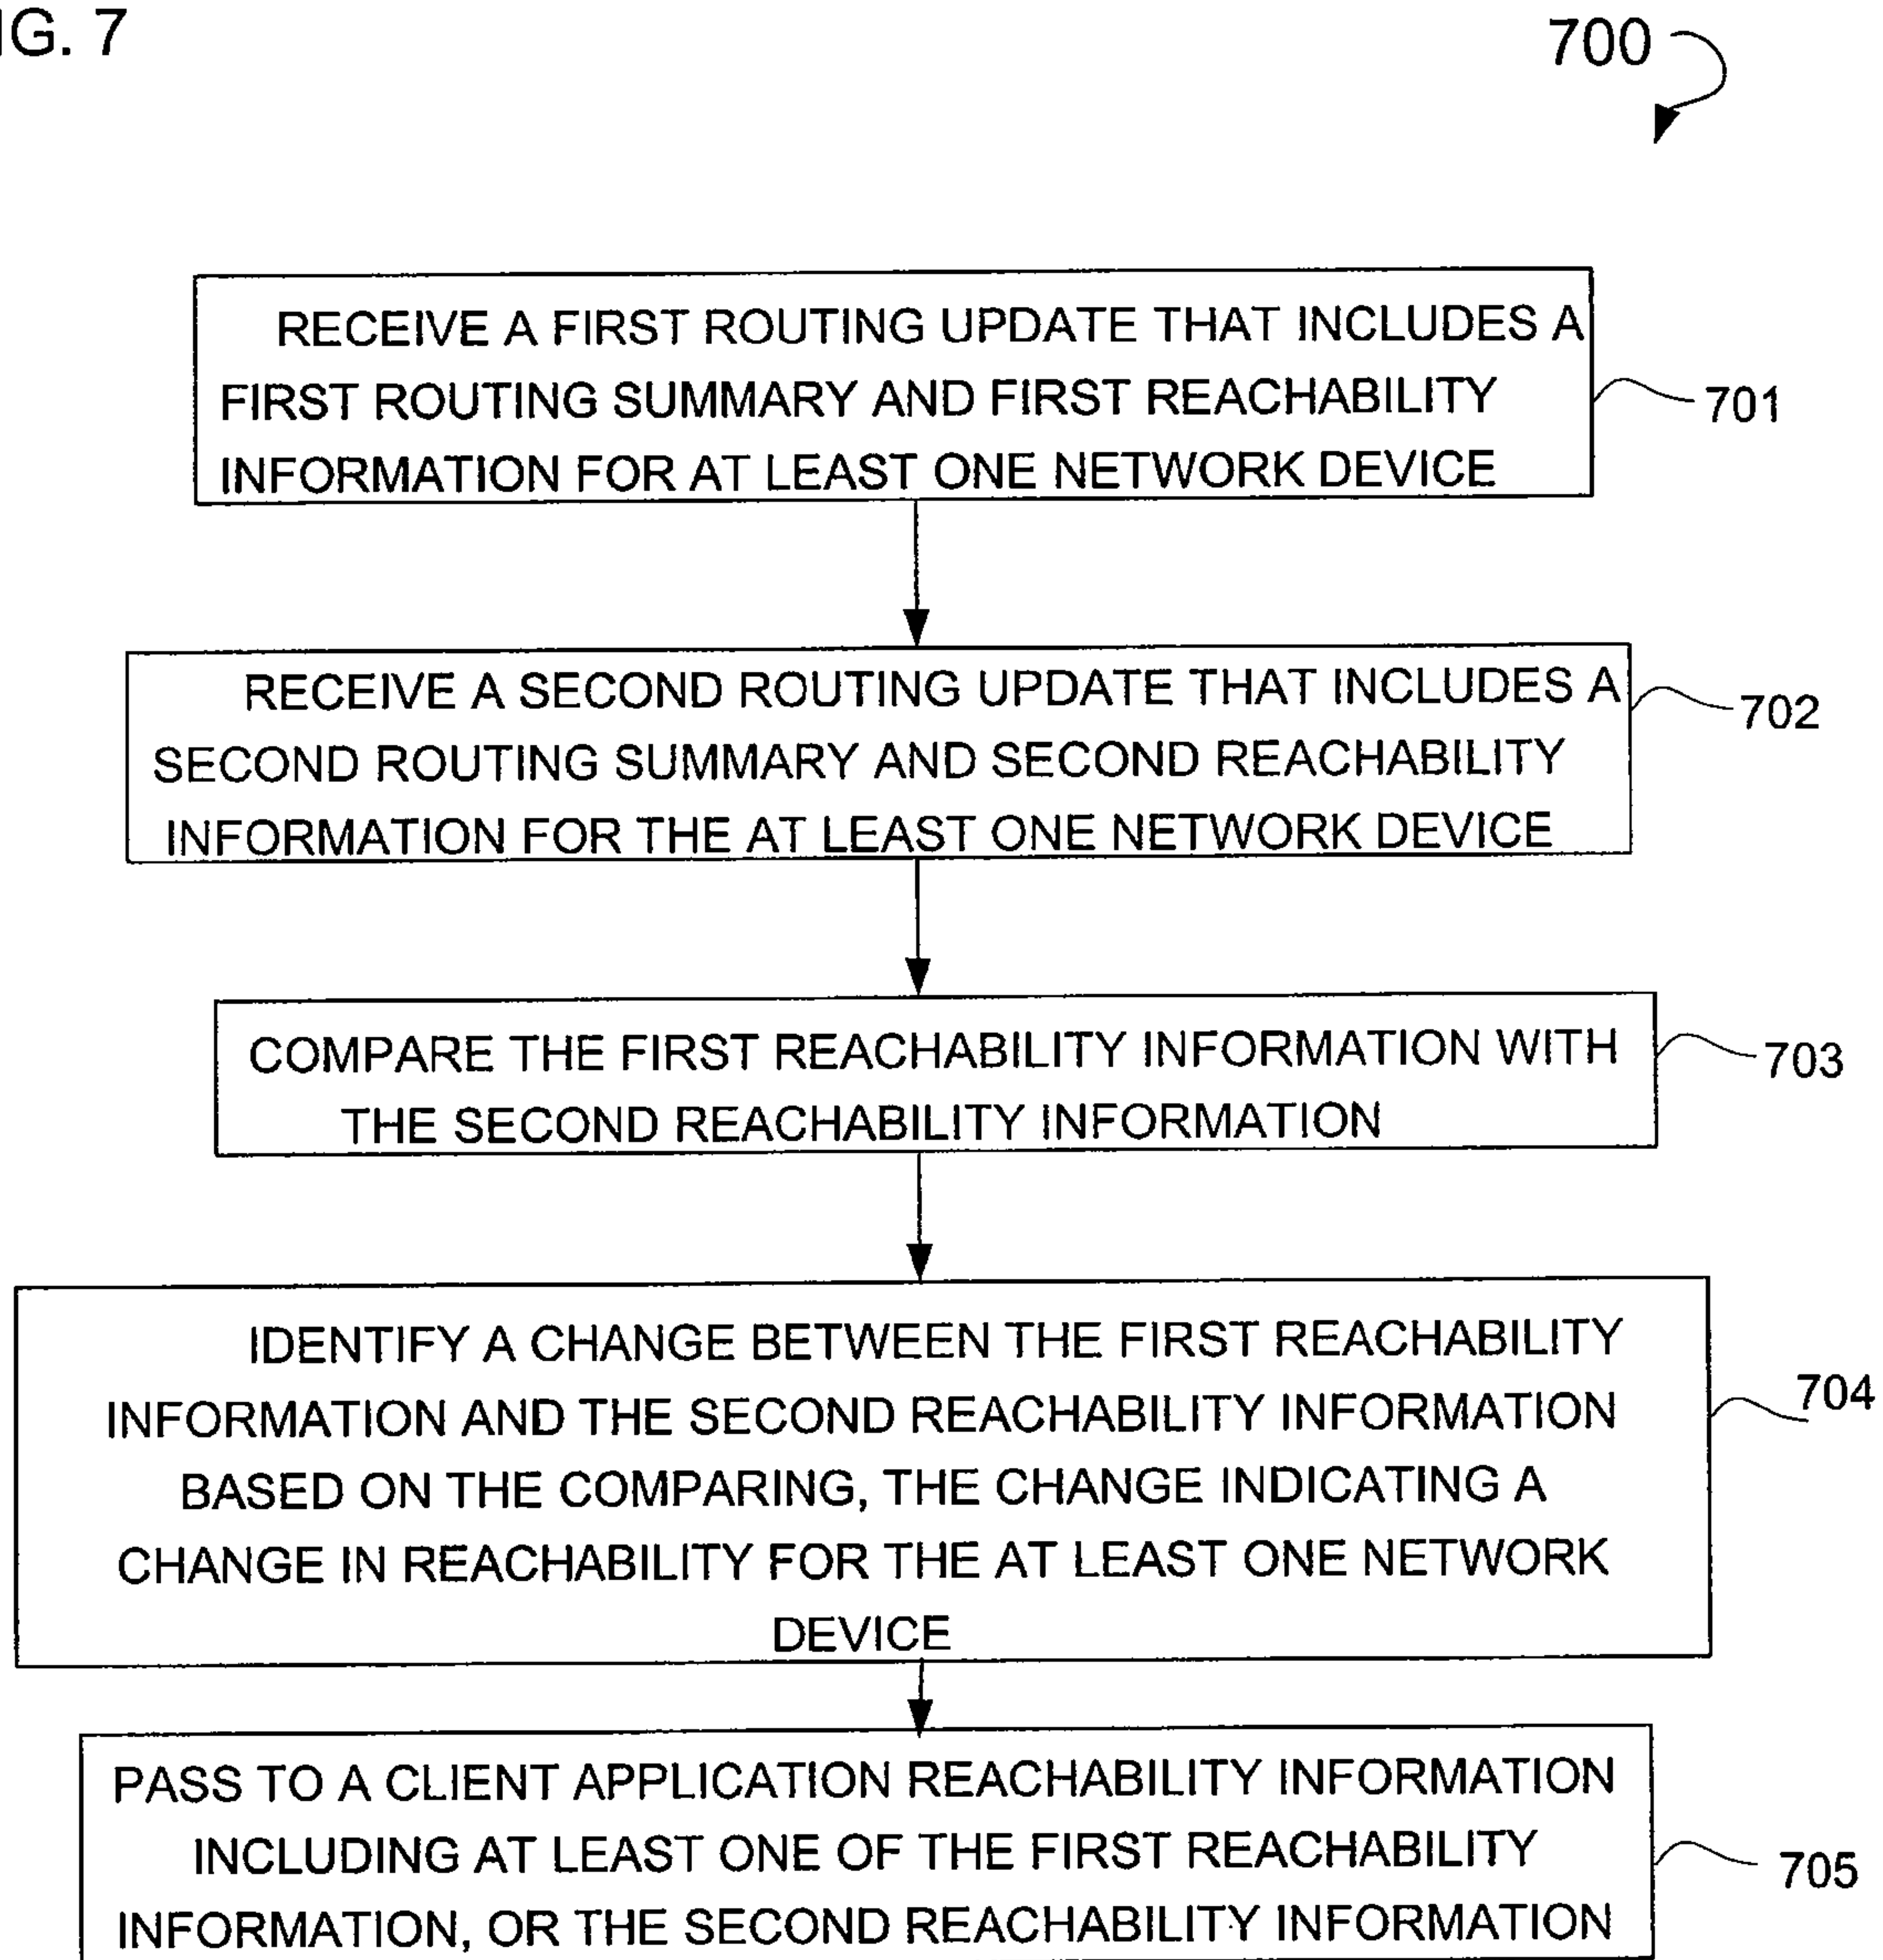 IG. 7
700
RECEIVE A FIRST ROUTING UPDATE THAT INCLUDES A
FIRST ROUTING SUMMARY AND FIRST REACHABILITY
INFORMATION FOR AT LEAST ONE NETWORK DEVICE
701
RECEIVE A SECOND ROUTING UPDATE THAT INCLUDES A
SECOND ROUTING SUMMARY AND SECOND REACHABILITY
INFORMATION FOR THE AT LEAST ONE NETWORK DEVICE
702
COMPARE THE FIRST REACHABILITY INFORMATION WITH
THE SECOND REACHABILITY INFORMATION
703
IDENTIFY A CHANGE BETWEEN THE FIRST REACHABILITY
INFORMATION AND THE SECOND REACHABILITY INFORMATION
BASED ON THE COMPARING, THE CHANGE INDICATING A
CHANGE IN REACHABILITY FOR THE AT LEAST ONE NETWORK
DEVICE
704
PASS TO A CLIENT APPLICATION REACHABILITY INFORMATION
INCLUDING AT LEAST ONE OF THE FIRST REACHABILITY
INFORMATION, OR THE SECOND REACHABILITY INFORMATION
705